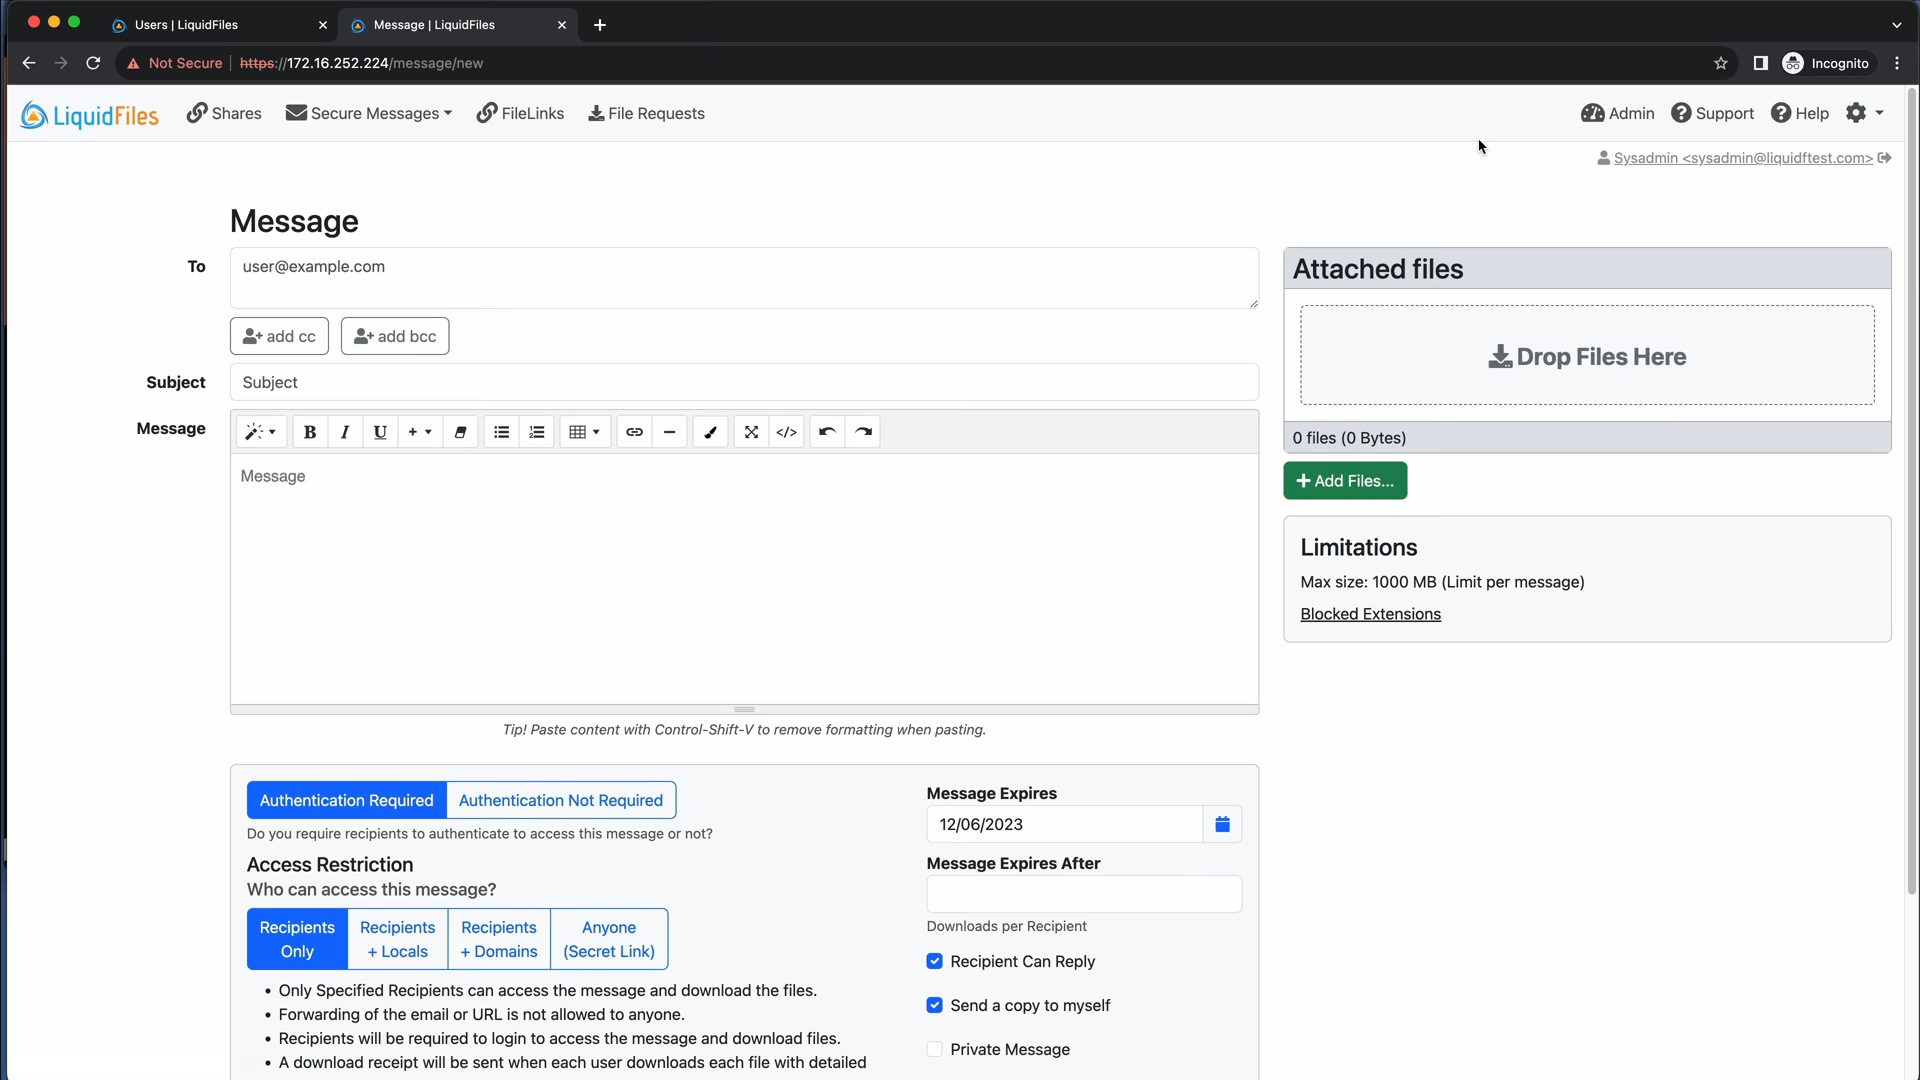 Users | LiquidFiles
Message | LiquidFiles
Not Secure
https://172.16.252.224/message/new
Incognito
LiquidFiles
Shares
Secure Messages
FileLinks
File Requests
Admin
Support
Help
Sysadmin <sysadmin@liquidftest.com>
Message
To
user@example.com
add cc
add bcc
Subject
Subject
Message
B
I
U
Message
Tip! Paste content with Control-Shift-V to remove formatting when pasting.
Attached files
Drop Files Here
0 files (0 Bytes)
Add Files...
Limitations
Max size: 1000 MB (Limit per message)
Blocked Extensions
Authentication Required
Authentication Not Required
Do you require recipients to authenticate to access this message or not?
Access Restriction
Who can access this message?
Recipients
Only
Recipients
+ Locals
Recipients
+ Domains
Anyone
(Secret Link)
• Only Specified Recipients can access the message and download the files.
• Forwarding of the email or URL is not allowed to anyone.
• Recipients will be required to login to access the message and download files.
• A download receipt will be sent when each user downloads each file with detailed
Message Expires
12/06/2023
Message Expires After
Downloads per Recipient
Recipient Can Reply
Send a copy to myself
Private Message